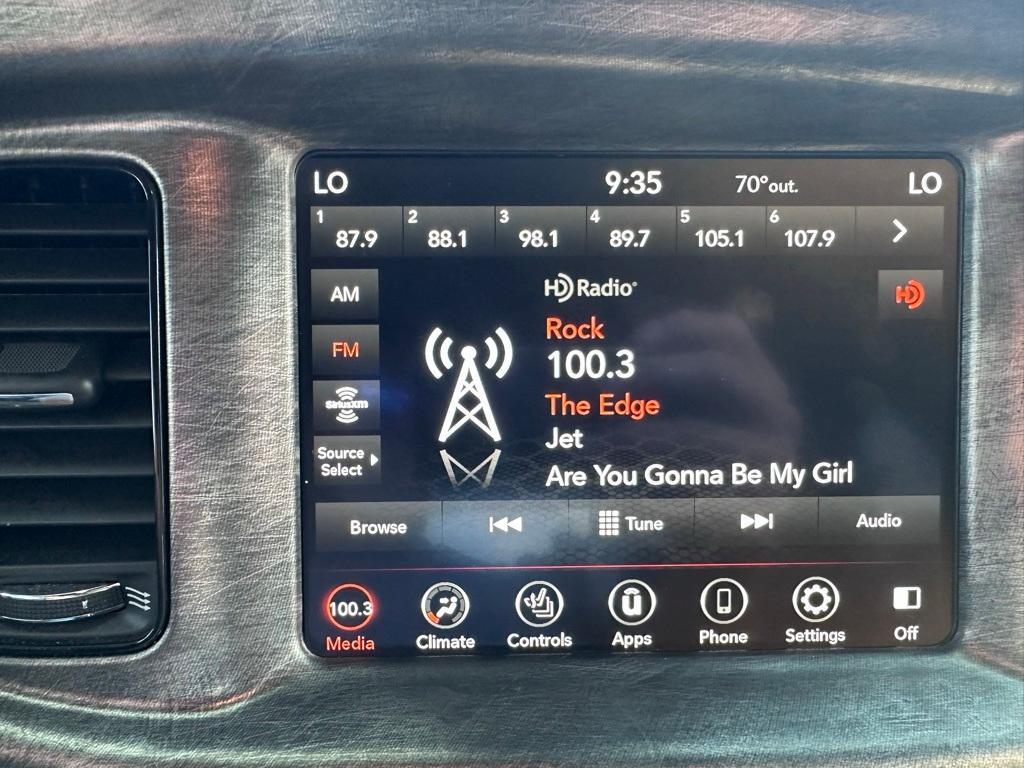 LO 9:35 70°out. LO
1 87.9 2 88.1 3 98.1 4 89.7 5 105.1 6 107.9
AM
FM
SiriusXM
Source
Select
HD Radio
HD
Rock
100.3
The Edge
Jet
Are You Gonna Be My Girl
Browse Tune Audio
100.3
Media Climate Controls Apps Phone Settings Off